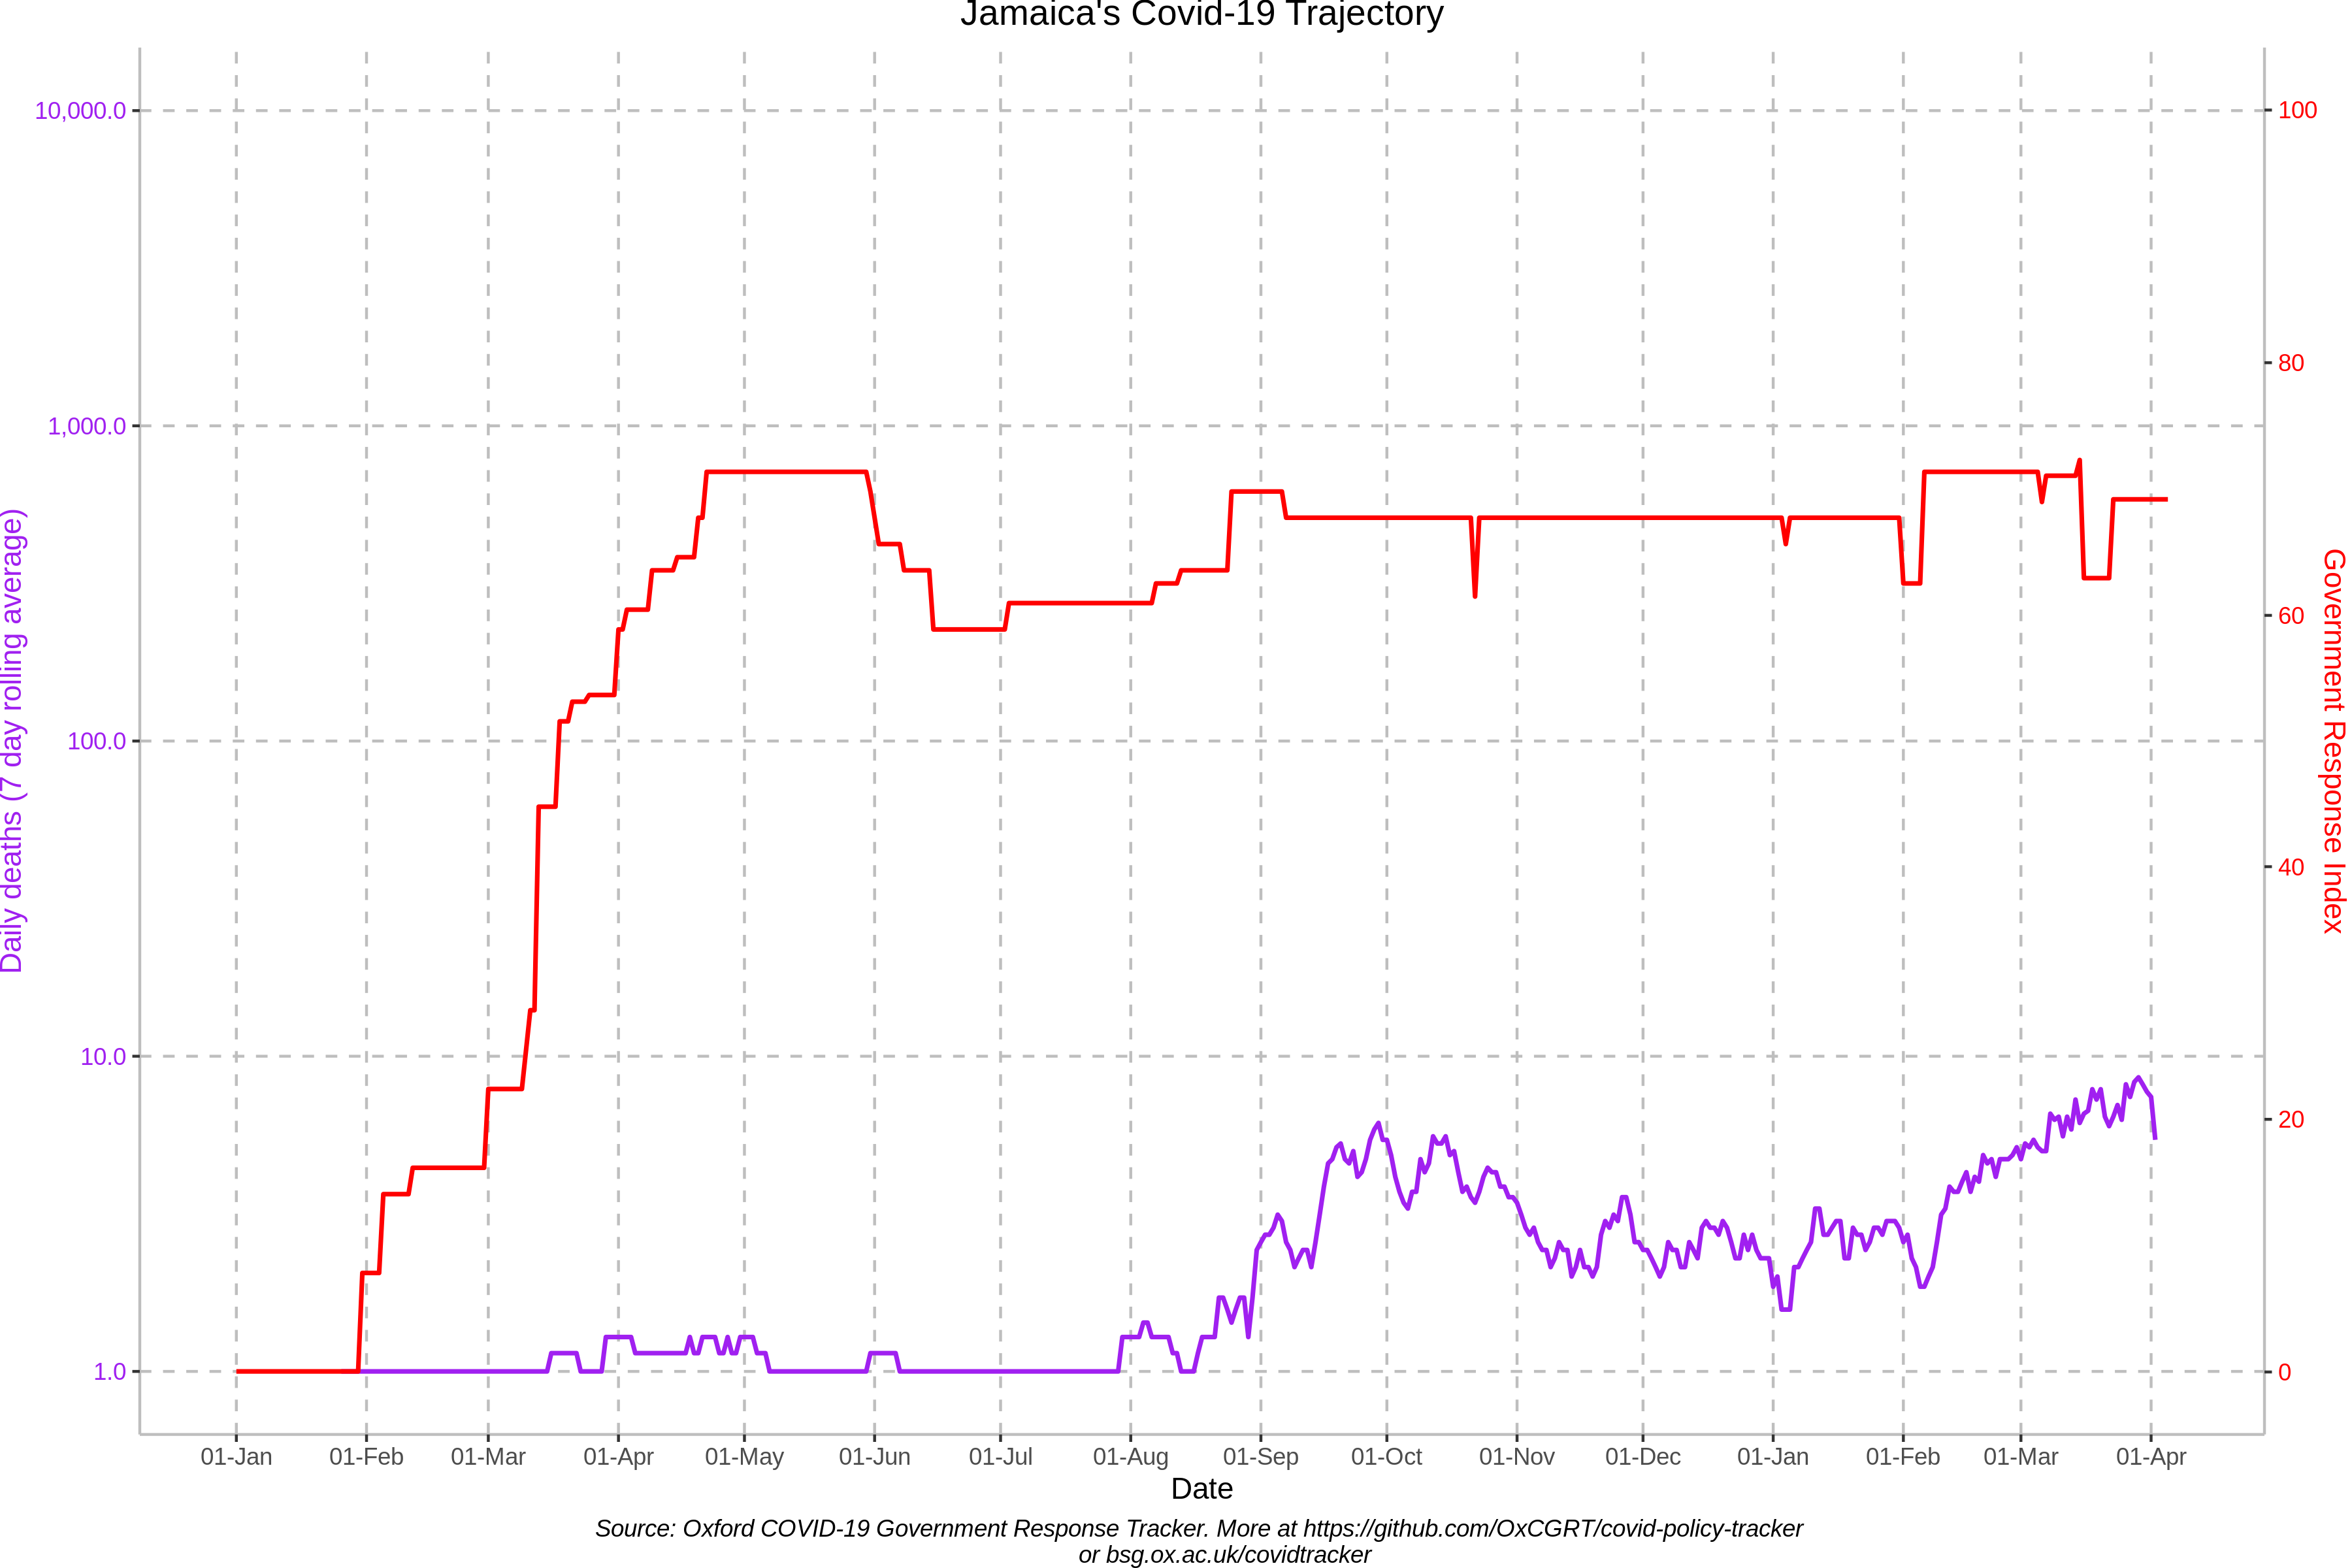 Jamaica's Covid-19 Trajectory
10,000.0
1,000.0
100.0
10.0
1.0
Daily deaths (7 day rolling average)
100
80
60
40
20
0
Government Response Index
01-Jan 01-Feb 01-Mar 01-Apr 01-May 01-Jun 01-Jul 01-Aug 01-Sep 01-Oct 01-Nov 01-Dec 01-Jan 01-Feb 01-Mar 01-Apr
Date
Source: Oxford COVID-19 Government Response Tracker. More at https://github.com/OxCGRT/covid-policy-tracker
or bsg.ox.ac.uk/covidtracker